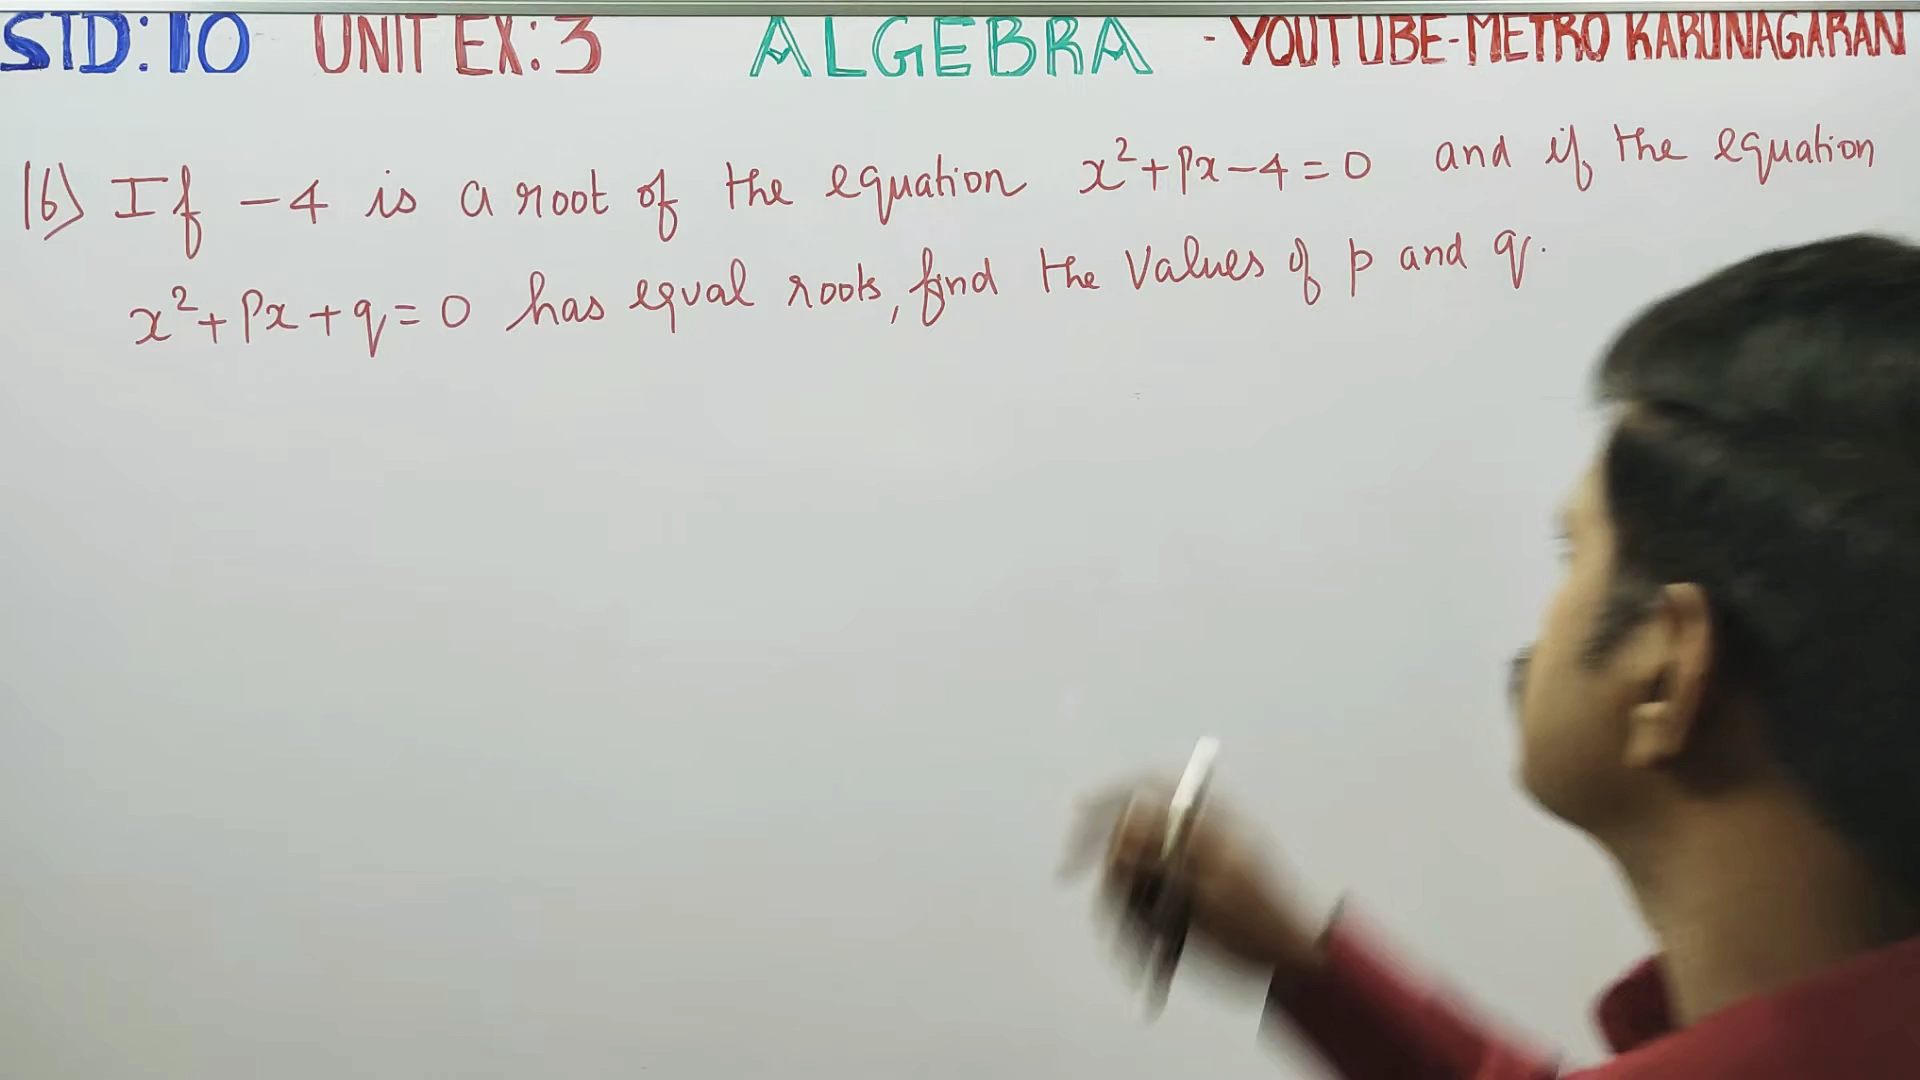 STD: 10 UNIT EX: 3 ALGEBRA - YOUTUBE-METRO KARUNAGARAN
16) If -4 is a root of the equation x²+px-4=0 and if the equation
x²+px+q=0 has equal roots, find the values of p and q.